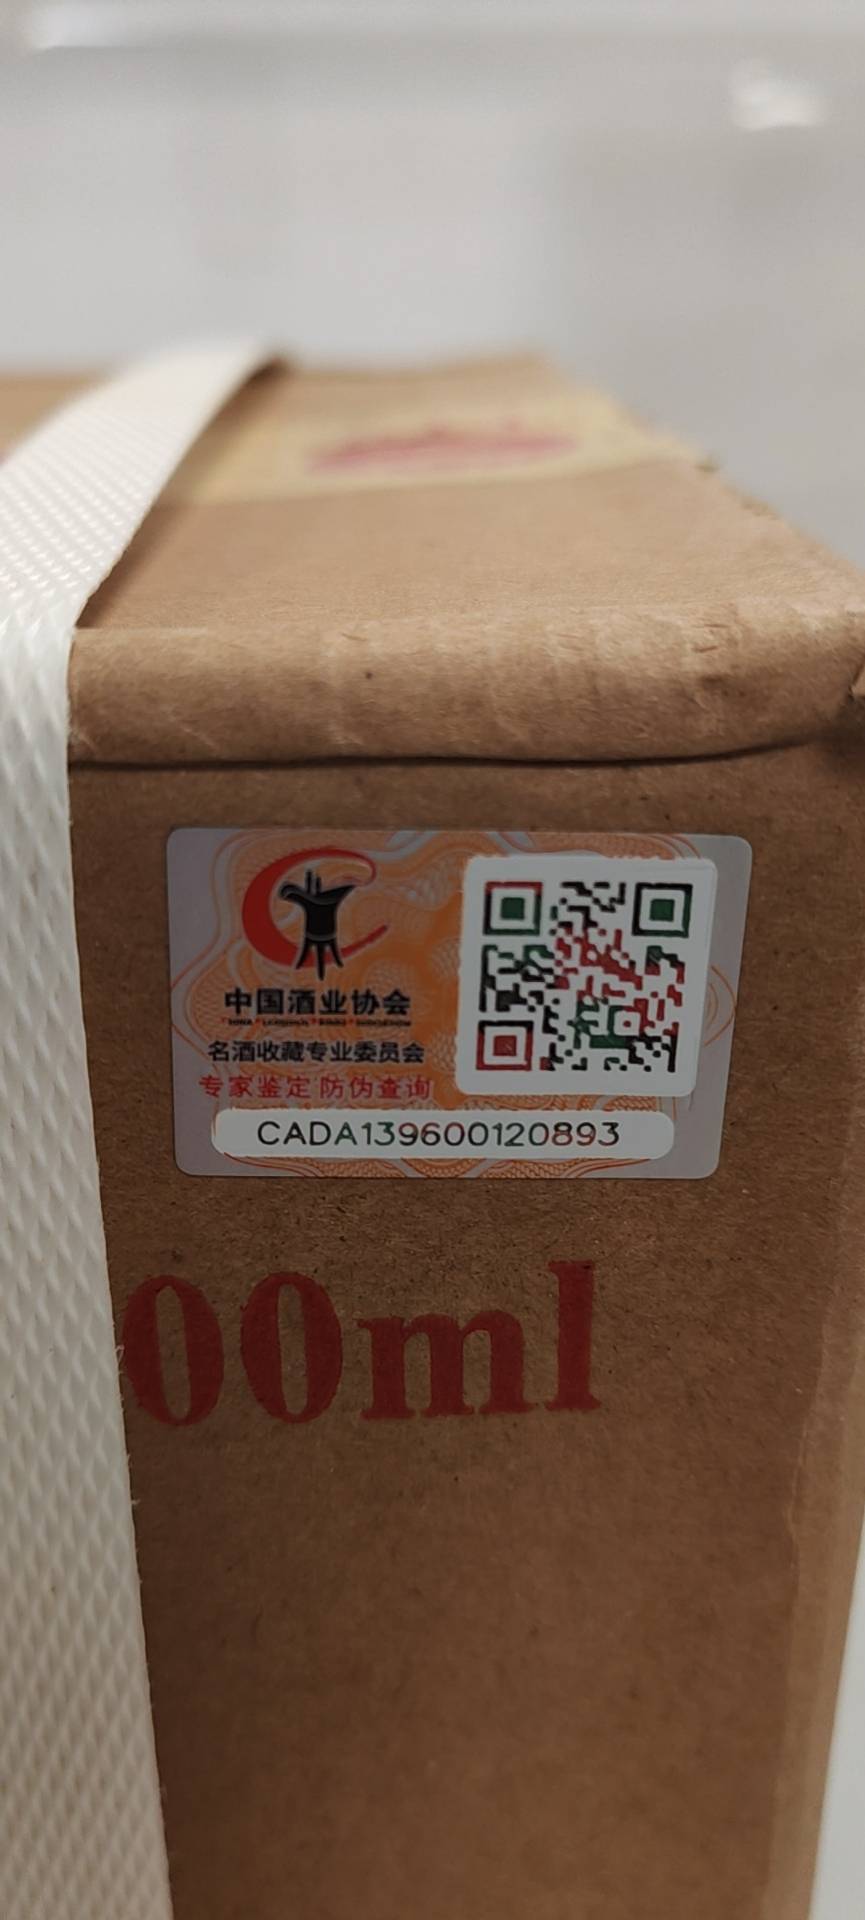 中国酒业协会
名酒收藏专业委员会
专家鉴定 防伪查询
CADA139600120893
00ml